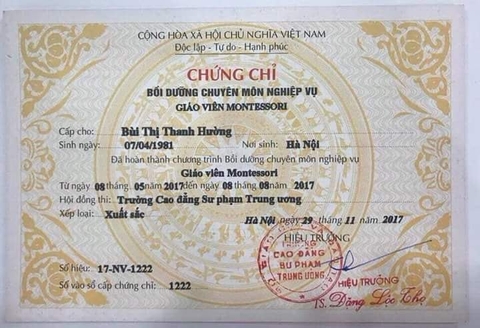 CỘNG HÒA XÃ HỘI CHỦ NGHĨA VIỆT NAM
Độc lập - Tự do - Hạnh phúc
CHỨNG CHỈ
BỒI DƯỠNG CHUYÊN MÔN NGHIỆP VỤ
GIÁO VIÊN MONTESSORI
Cấp cho: Bùi Thị Thanh Hường
Sinh ngày: 07/04/1981 Nơi sinh: Hà Nội
Đã hoàn thành chương trình Bồi dưỡng chuyên môn nghiệp vụ
Giáo viên Montessori
Từ ngày 08 tháng 05 năm 2017 đến ngày 08 tháng 08 năm 2017
Hội đồng thi: Trường Cao đẳng Sư phạm Trung ương
Xếp loại: Xuất sắc
Hà Nội ngày 29 tháng 11 năm 2017
HIỆU TRƯỞNG
TRƯỜNG
CAO ĐẲNG
SƯ PHẠM
TRUNG ƯƠNG
Số hiệu: 17-NV-1222
HIỆU TRƯỞNG
Số vào sổ cấp chứng chỉ: 1222
TS. Đặng Lộc Thọ